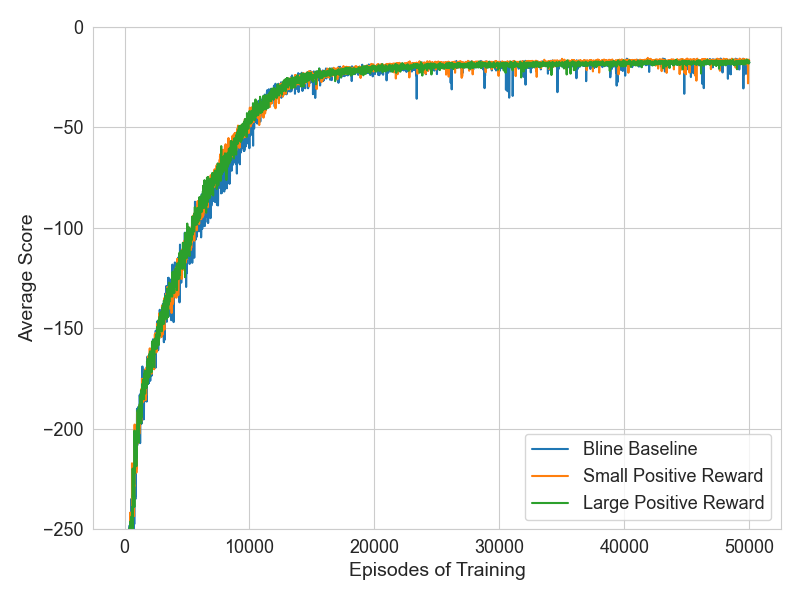 0
−50
−100
−150
−200
−250
Average Score
0
10000
20000
30000
40000
50000
Episodes of Training
Bline Baseline
Small Positive Reward
Large Positive Reward